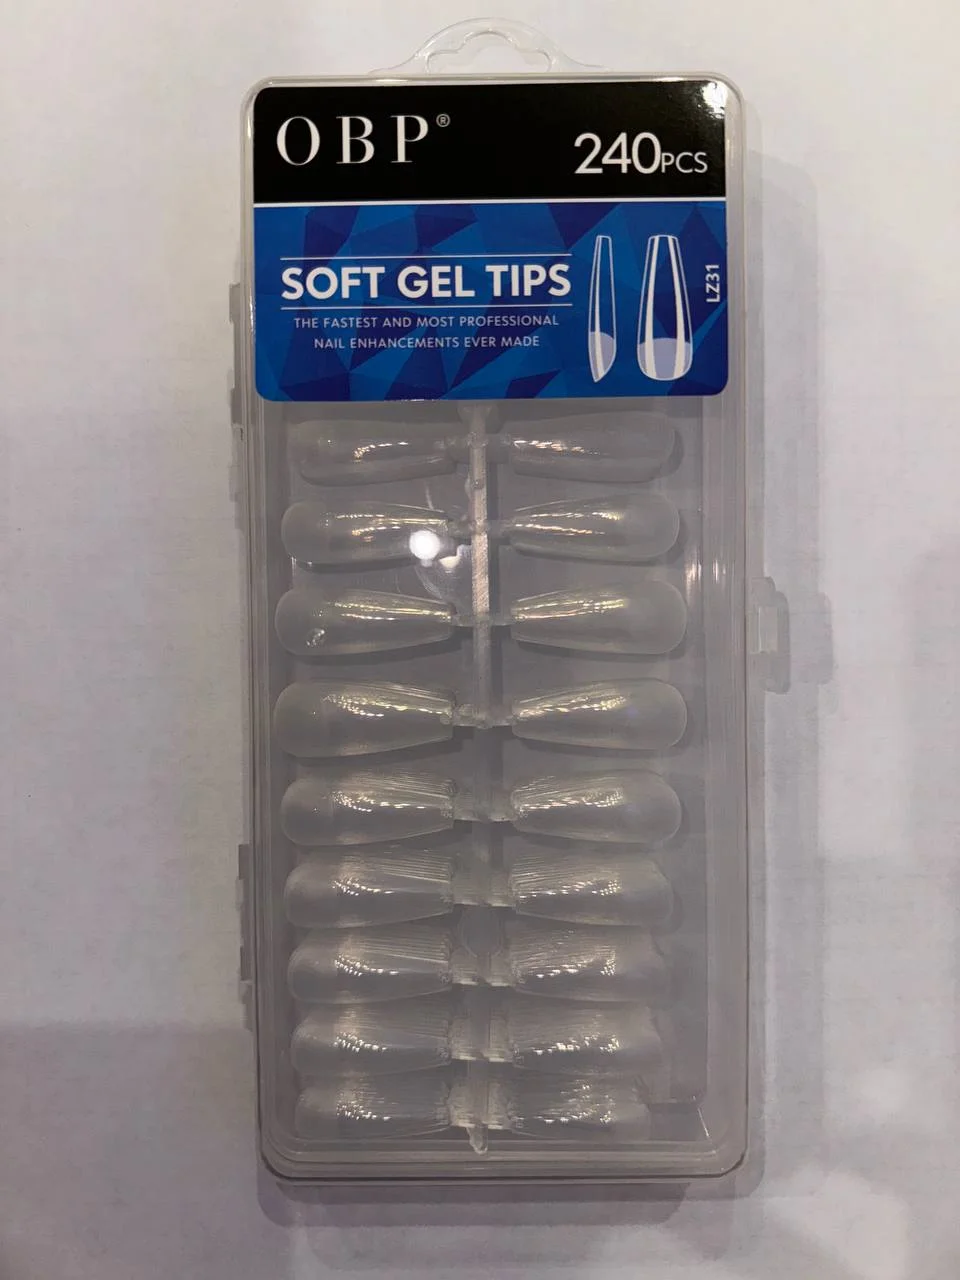 OBP®
240PCS
SOFT GEL TIPS
THE FASTEST AND MOST PROFESSIONAL
NAIL ENHANCEMENTS EVER MADE
LZ31